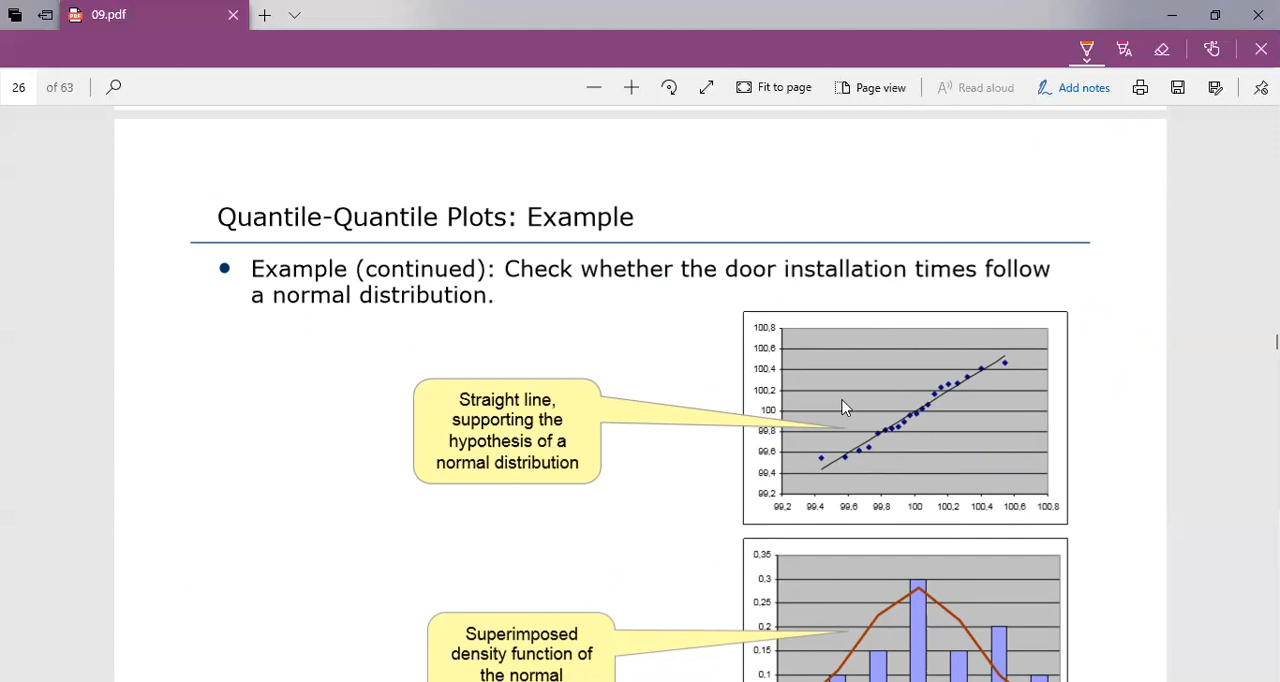 09.pdf
26 of 63
Fit to page
Page view
Read aloud
Add notes
Quantile-Quantile Plots: Example
Example (continued): Check whether the door installation times follow
a normal distribution.
Straight line,
supporting the
hypothesis of a
normal distribution
100,8
100,6
100,4
100,2
100
99,8
99,6
99,4
99,2
99,2 99,4 99,6 99,8 100 100,2 100,4 100,6 100,8
Superimposed
density function of
the normal
0,35
0,3
0,25
0,2
0,15
0,1